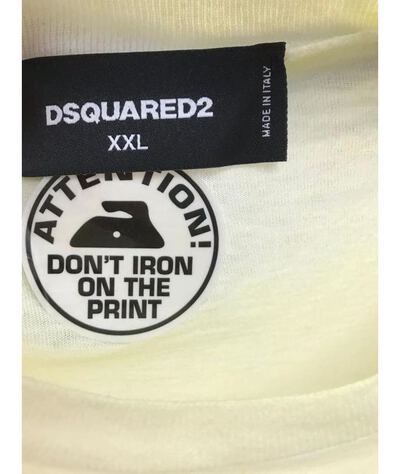 DSQUARED2
XXL
MADE IN ITALY
ATTENTION!
DON'T IRON
ON THE
PRINT